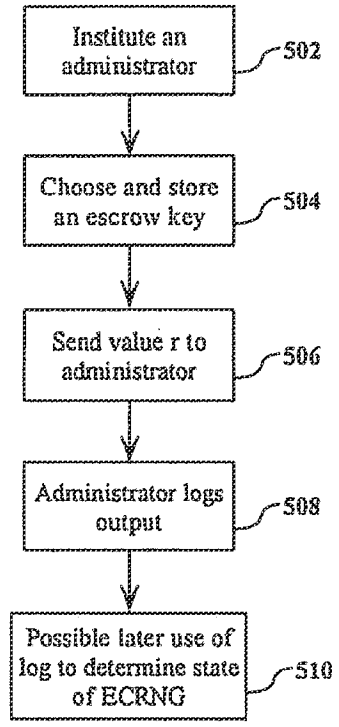 Institute an
administrator
502
Choose and store
an escrow key
504
Send value r to
administrator
506
Administrator logs
output
508
Possible later use of
log to determine state
of ECRNG
510